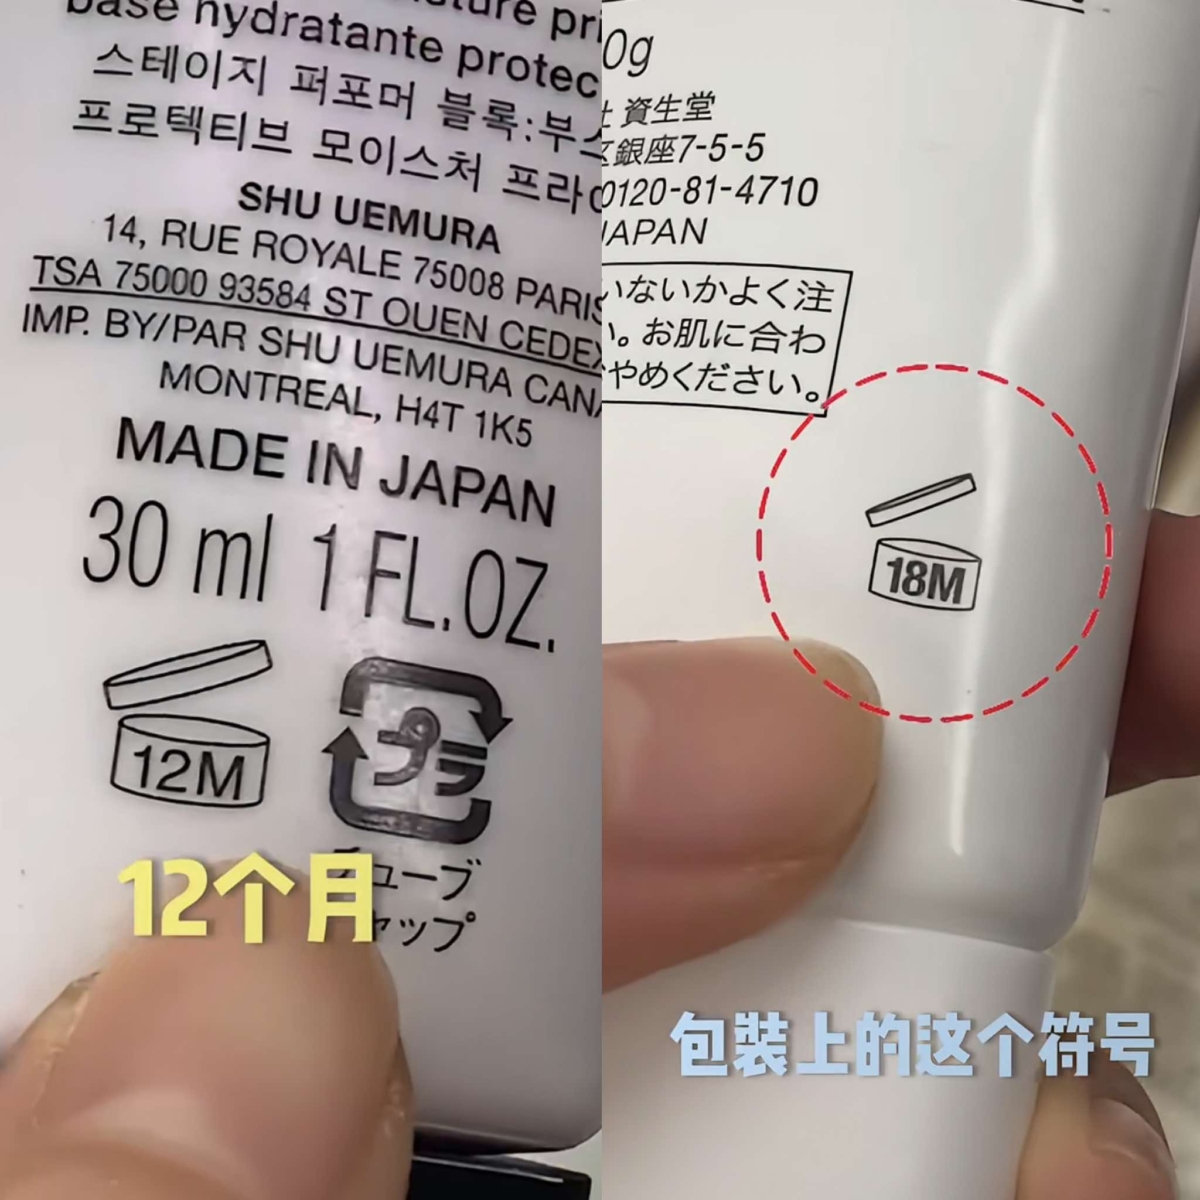 base hydratante protec
스테이지 퍼포머 블록:부스
프로텍티브 모이스처 프라이
SHU UEMURA
14, RUE ROYALE 75008 PARIS
TSA 75000 93584 ST OUEN CEDEX
IMP. BY/PAR SHU UEMURA CANA
MONTREAL, H4T 1K5
MADE IN JAPAN
30 ml 1 FL.OZ.
12M
プラ
チューブ
ャップ
12个月
0g
資生堂
区銀座7-5-5
0120-81-4710
JAPAN
いないかよく注
い。お肌に合わ
やめください。
18M
包裝上的这个符号